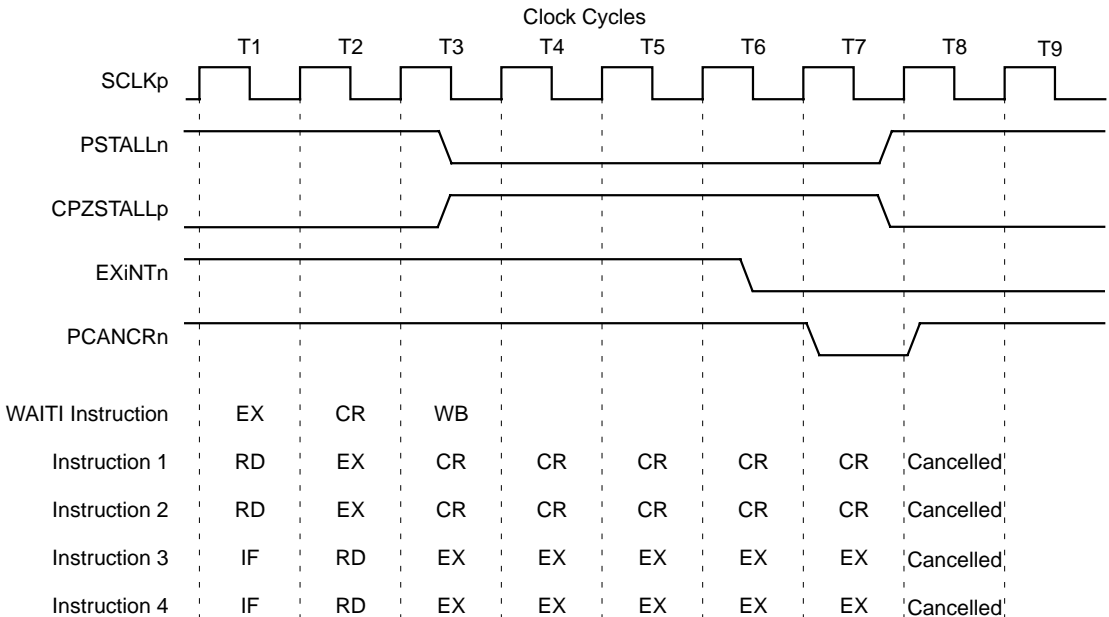 Clock Cycles
T1 T2 T3 T4 T5 T6 T7 T8 T9
SCLKp
PSTALLn
CPZSTALLp
EXiNTn
PCANCRn
WAITI Instruction EX CR WB
Instruction 1 RD EX CR CR CR CR CR Cancelled
Instruction 2 RD EX CR CR CR CR CR Cancelled
Instruction 3 IF RD EX EX EX EX EX Cancelled
Instruction 4 IF RD EX EX EX EX EX Cancelled